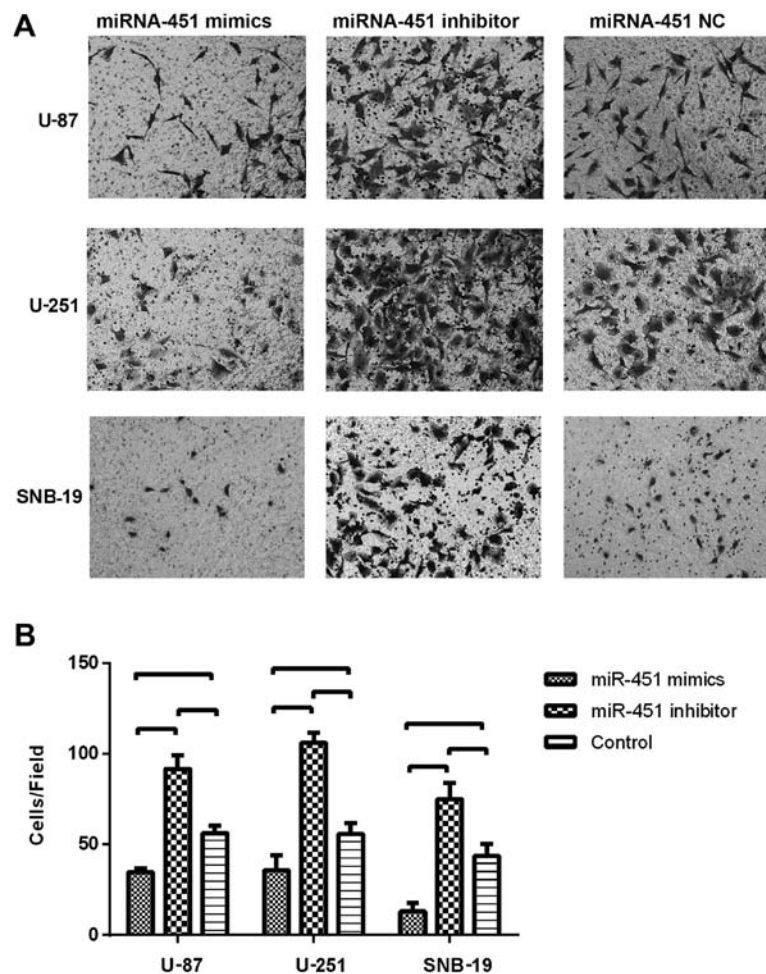 A
miRNA-451 mimics
miRNA-451 inhibitor
miRNA-451 NC
U-87
U-251
SNB-19
B
150
100
50
0
Cells/Field
U-87
U-251
SNB-19
miR-451 mimics
miR-451 inhibitor
Control